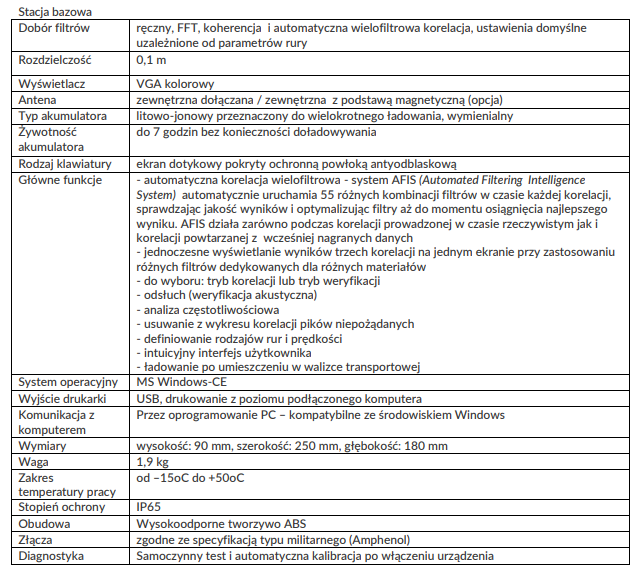 Stacja bazowa
Dobór filtrów ręczny, FFT, koherencja i automatyczna wielofiltrowa korelacja, ustawienia domyślne
uzależnione od parametrów rury
Rozdzielczość 0,1 m
Wyświetlacz VGA kolorowy
Antena zewnętrzna dołączana / zewnętrzna z podstawą magnetyczną (opcja)
Typ akumulatora litowo-jonowy przeznaczony do wielokrotnego ładowania, wymienialny
Żywotność do 7 godzin bez konieczności doładowywania
akumulatora
Rodzaj klawiatury ekran dotykowy pokryty ochronną powłoką antyodblaskową
Główne funkcje - automatyczna korelacja wielofiltrowa - system AFIS (Automated Filtering Intelligence
System) automatycznie uruchamia 55 różnych kombinacji filtrów w czasie każdej korelacji,
sprawdzając jakość wyników i optymalizując filtry aż do momentu osiągnięcia najlepszego
wyniku. AFIS działa zarówno podczas korelacji prowadzonej w czasie rzeczywistym jak i
korelacji powtarzanej z wcześniej nagranych danych
- jednoczesne wyświetlanie wyników trzech korelacji na jednym ekranie przy zastosowaniu
różnych filtrów dedykowanych dla różnych materiałów
- do wyboru: tryb korelacji lub tryb weryfikacji
- odsłuch (weryfikacja akustyczna)
- analiza częstotliwościowa
- usuwanie z wykresu korelacji pików niepożądanych
- definiowanie rodzajów rur i prędkości
- intuicyjny interfejs użytkownika
- ładowanie po umieszczeniu w walizce transportowej
System operacyjny MS Windows-CE
Wyjście drukarki USB, drukowanie z poziomu podłączonego komputera
Komunikacja z Przez oprogramowanie PC – kompatybilne ze środowiskiem Windows
komputerem
Wymiary wysokość: 90 mm, szerokość: 250 mm, głębokość: 180 mm
Waga 1,9 kg
Zakres od –15oC do +50oC
temperatury pracy
Stopień ochrony IP65
Obudowa Wysokoodporne tworzywo ABS
Złącza zgodne ze specyfikacją typu militarnego (Amphenol)
Diagnostyka Samoczynny test i automatyczna kalibracja po włączeniu urządzenia